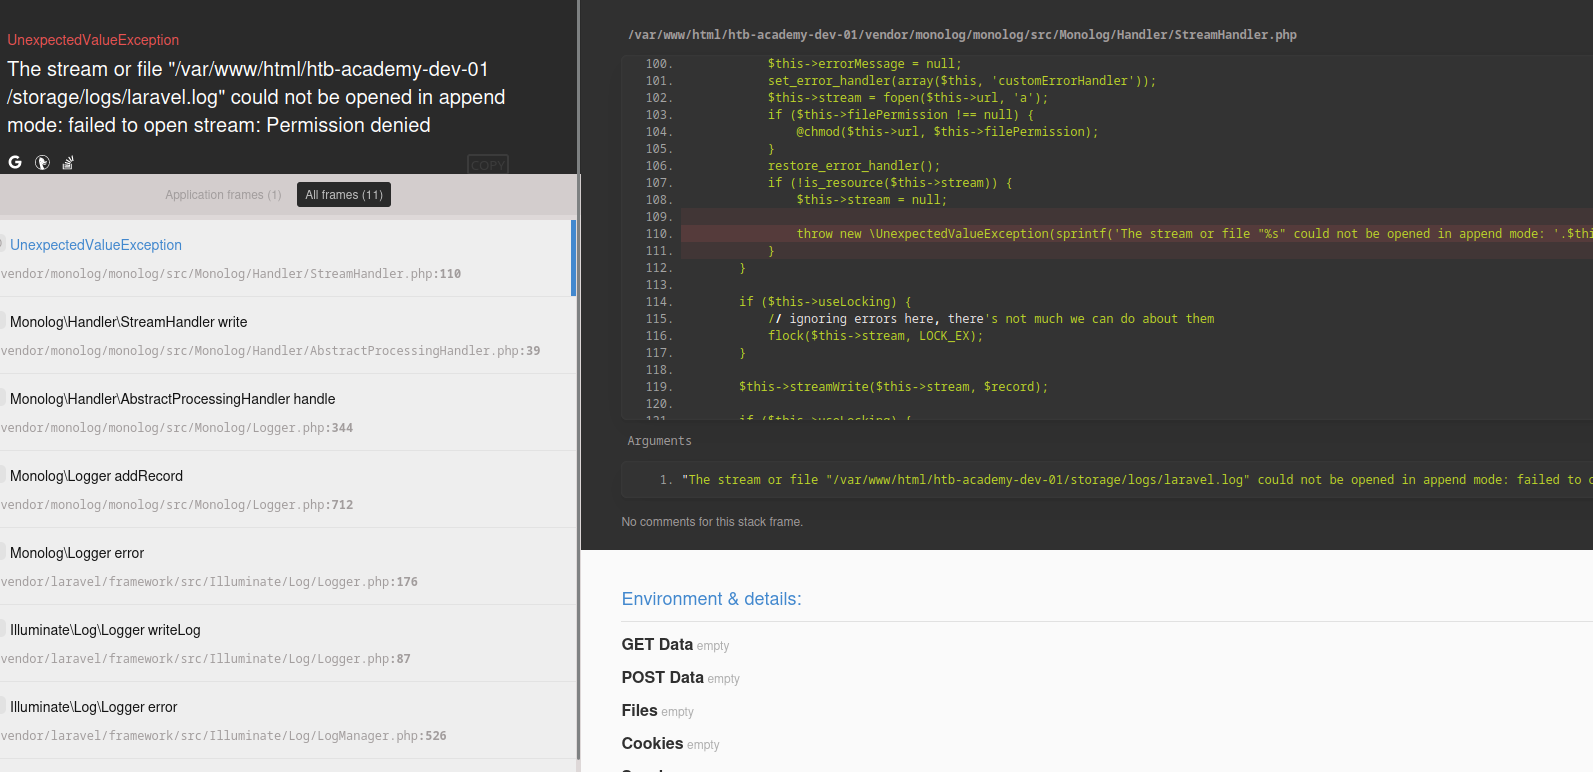 UnexpectedValueException
The stream or file "/var/www/html/htb-academy-dev-01
/storage/logs/laravel.log" could not be opened in append
mode: failed to open stream: Permission denied
COPY
Application frames (1)
All frames (11)
UnexpectedValueException
vendor/monolog/monolog/src/Monolog/Handler/StreamHandler.php:110
Monolog\Handler\StreamHandler write
vendor/monolog/monolog/src/Monolog/Handler/AbstractProcessingHandler.php:39
Monolog\Handler\AbstractProcessingHandler handle
vendor/monolog/monolog/src/Monolog/Logger.php:344
Monolog\Logger addRecord
vendor/monolog/monolog/src/Monolog/Logger.php:712
Monolog\Logger error
vendor/laravel/framework/src/Illuminate/Log/Logger.php:176
Illuminate\Log\Logger writeLog
vendor/laravel/framework/src/Illuminate/Log/Logger.php:87
Illuminate\Log\Logger error
vendor/laravel/framework/src/Illuminate/Log/LogManager.php:526
/var/www/html/htb-academy-dev-01/vendor/monolog/monolog/src/Monolog/Handler/StreamHandler.php
100. $this->errorMessage = null;
101. set_error_handler(array($this, 'customErrorHandler'));
102. $this->stream = fopen($this->url, 'a');
103. if ($this->filePermission !== null) {
104. @chmod($this->url, $this->filePermission);
105. }
106. restore_error_handler();
107. if (!is_resource($this->stream)) {
108. $this->stream = null;
109.
110. throw new \UnexpectedValueException(sprintf('The stream or file "%s" could not be opened in append mode: '.$thi
111. }
112. }
113.
114. if ($this->useLocking) {
115. // ignoring errors here, there's not much we can do about them
116. flock($this->stream, LOCK_EX);
117. }
118.
119. $this->streamWrite($this->stream, $record);
120.
121. if ($this->useLocking) {
Arguments
1. "The stream or file "/var/www/html/htb-academy-dev-01/storage/logs/laravel.log" could not be opened in append mode: failed to
No comments for this stack frame.
Environment & details:
GET Data empty
POST Data empty
Files empty
Cookies empty